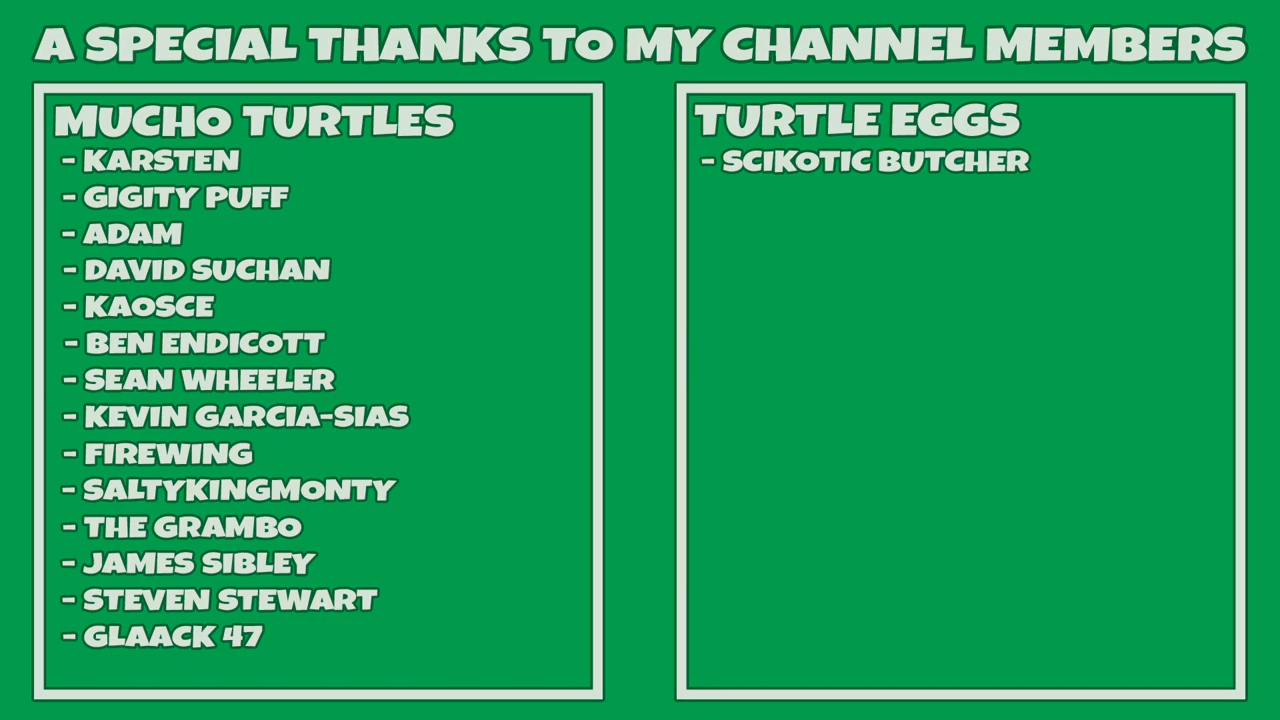 A SPECIAL THANKS TO MY CHANNEL MEMBERS
MUCHO TURTLES
- KARSTEN
- GIGITY PUFF
- ADAM
- DAVID SUCHAN
- KAOSCE
- BEN ENDICOTT
- SEAN WHEELER
- KEVIN GARCIA-SIAS
- FIREWING
- SALTYKINGMONTY
- THE GRAMBO
- JAMES SIBLEY
- STEVEN STEWART
- GLAACK 47
TURTLE EGGS
- SCIKOTIC BUTCHER